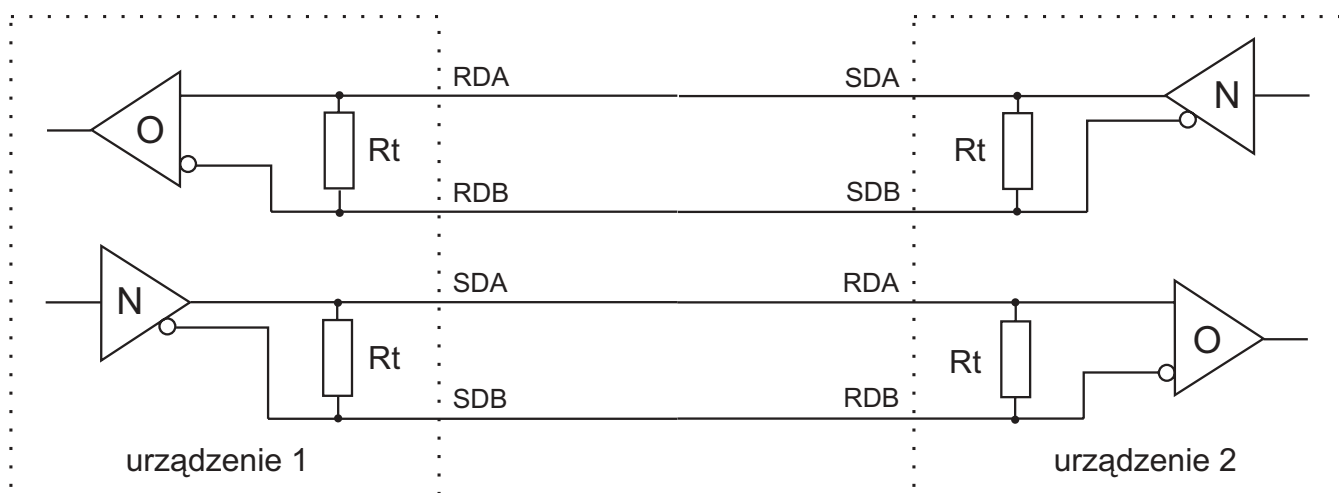 RDA SDA
O Rt Rt N
RDB SDB
SDA RDA
N Rt Rt O
SDB RDB
urządzenie 1 urządzenie 2